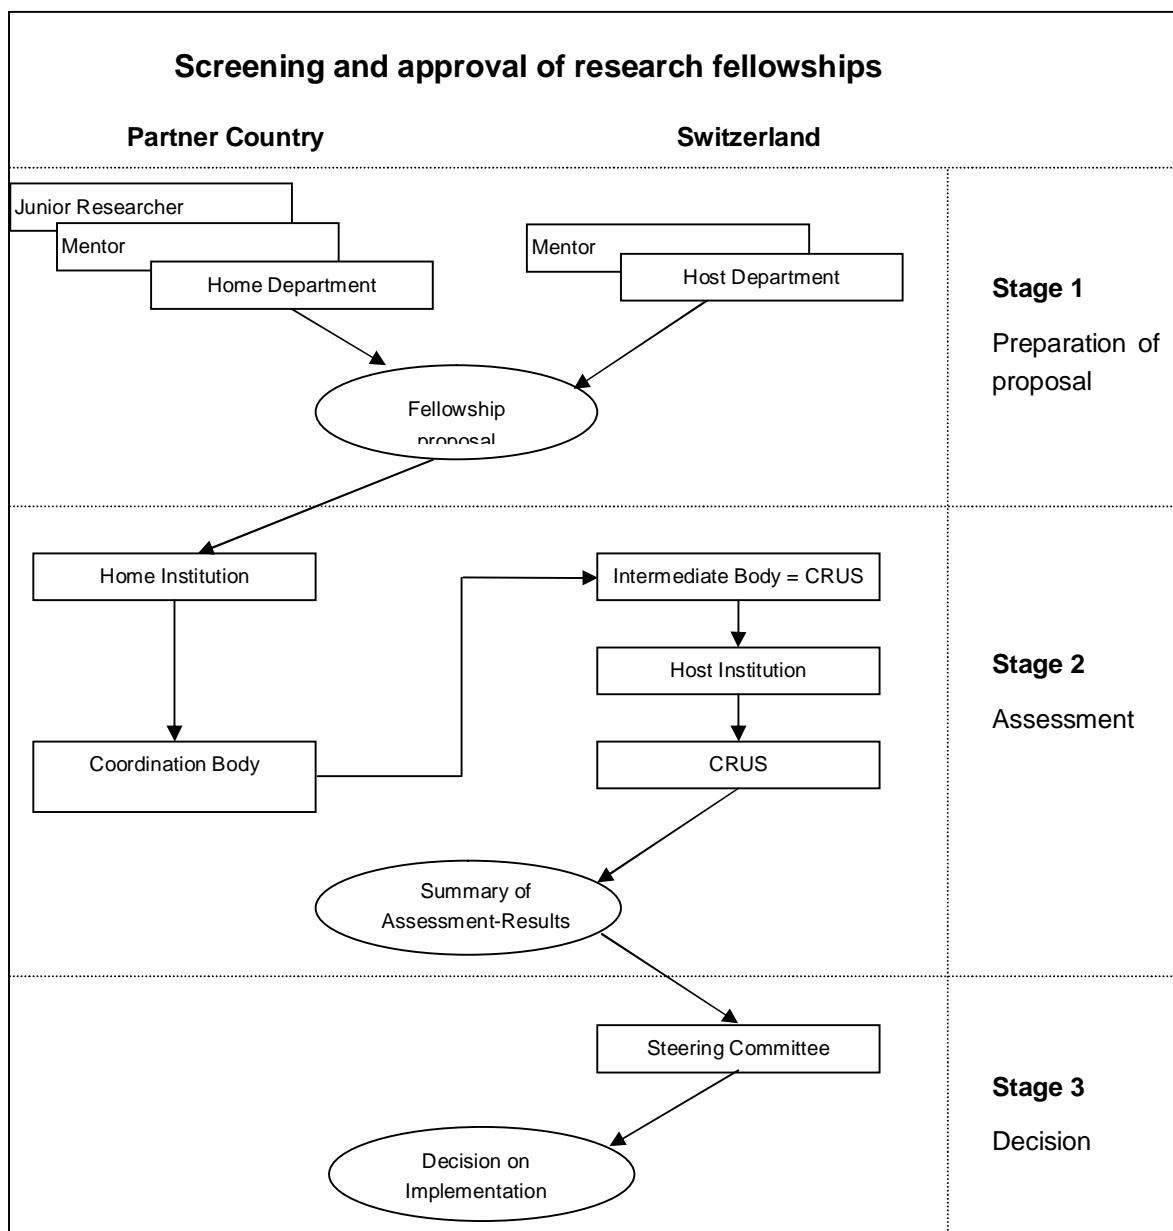 Screening and approval of research fellowships
Partner Country
Switzerland
Junior Researcher
Mentor
Home Department
Mentor
Host Department
Stage 1
Preparation of
proposal
Fellowship
proposal
Home Institution
Intermediate Body = CRUS
Host Institution
Stage 2
Assessment
Coordination Body
CRUS
Summary of
Assessment-Results
Steering Committee
Stage 3
Decision
Decision on
Implementation